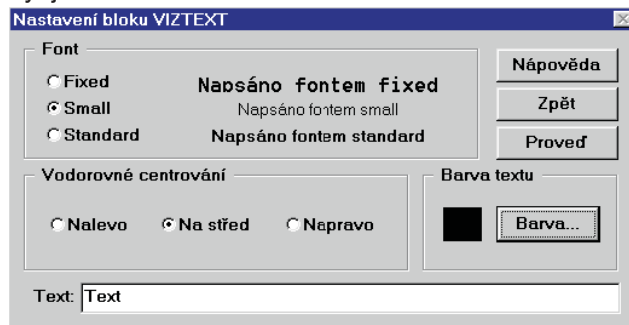 Nastavení bloku VIZTEXT
Font
Fixed
Small
Standard
Napsáno fontem fixed
Napsáno fontem small
Napsáno fontem standard
Nápověda
Zpět
Proveď
Vodorovné centrování
Nalevo
Na střed
Napravo
Barva textu
Barva...
Text: Text